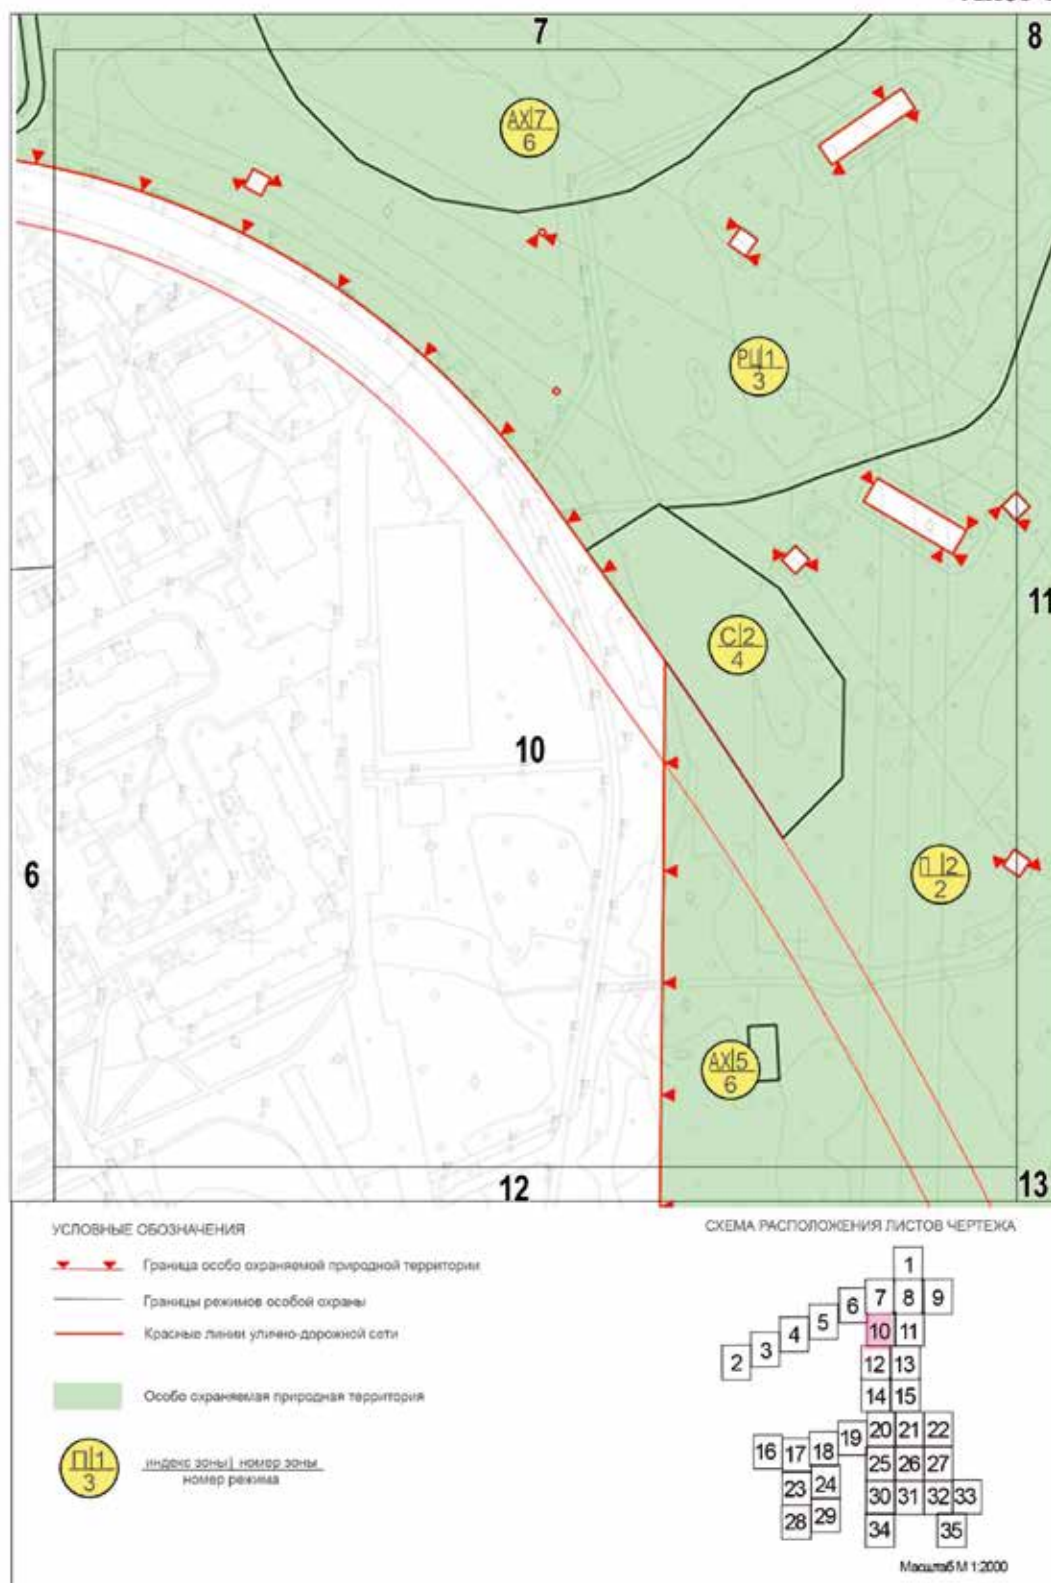 7
8
АХ|7
6
РЦ|1
3
11
С|2
4
10
6
П|2
2
АХ|5
6
12
13
УСЛОВНЫЕ ОБОЗНАЧЕНИЯ
Граница особо охраняемой природной территории
Границы режимов особой охраны
Красные линии улично-дорожной сети
Особо охраняемая природная территория
П|1
3
индекс зоны| номер зоны
номер режима
СХЕМА РАСПОЛОЖЕНИЯ ЛИСТОВ ЧЕРТЕЖА
1
7 8 9
6
5
4
3
2
10 11
12 13
14 15
20 21 22
19
18
17
16
25 26 27
24
23
30 31 32 33
29
28
34 35
Масштаб М 1:2000